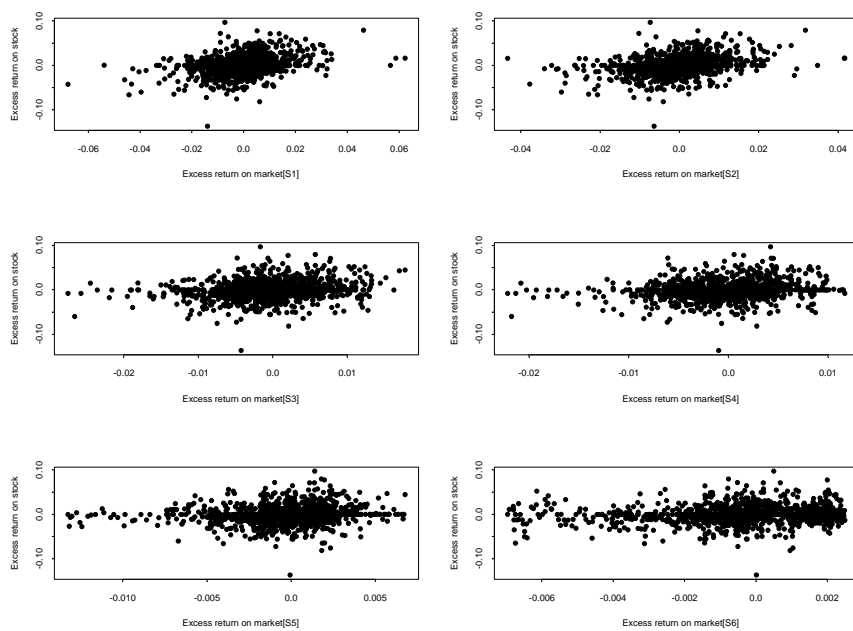 Excess return on stock
0.10
0.0
-0.10
-0.06 -0.04 -0.02 0.0 0.02 0.04 0.06
Excess return on market[S1]
Excess return on stock
0.10
0.0
-0.10
-0.04 -0.02 0.0 0.02 0.04
Excess return on market[S2]
Excess return on stock
0.10
0.0
-0.10
-0.02 -0.01 0.0 0.01
Excess return on market[S3]
Excess return on stock
0.10
0.0
-0.10
-0.02 -0.01 0.0 0.01
Excess return on market[S4]
Excess return on stock
0.10
0.0
-0.10
-0.010 -0.005 0.0 0.005
Excess return on market[S5]
Excess return on stock
0.10
0.0
-0.10
-0.006 -0.004 -0.002 0.0 0.002
Excess return on market[S6]